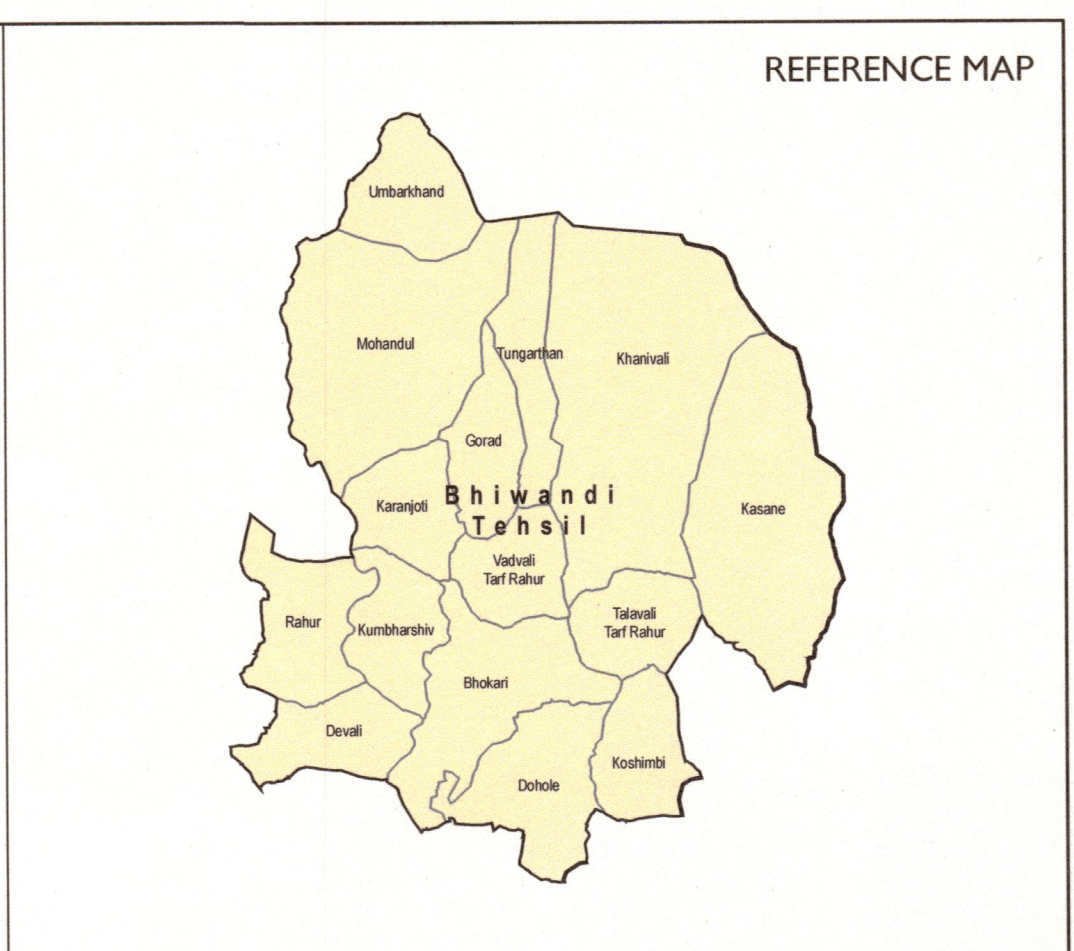 REFERENCE MAP
Umbarkhand
Mohandul
Tungarthan
Khanivali
Gorad
Karanjoti
Bhiwandi
Tehsil
Kasane
Vadvali
Tarf Rahur
Talavali
Tarf Rahur
Rahur
Kumbharshiv
Bhokari
Devali
Koshimbi
Dohole